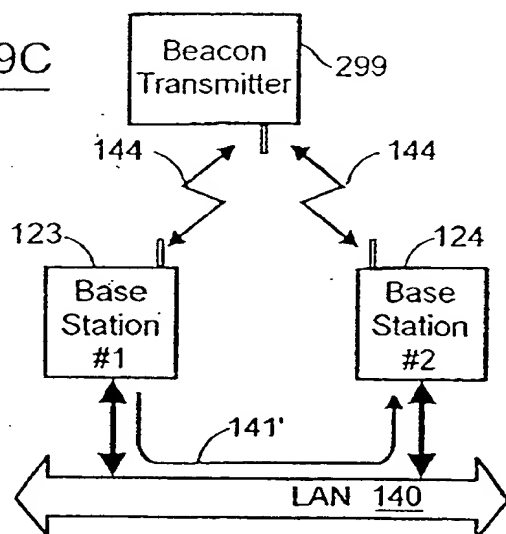 9C
Beacon
Transmitter
299
144
144
123
124
Base
Station
#1
Base
Station
#2
141'
LAN 140